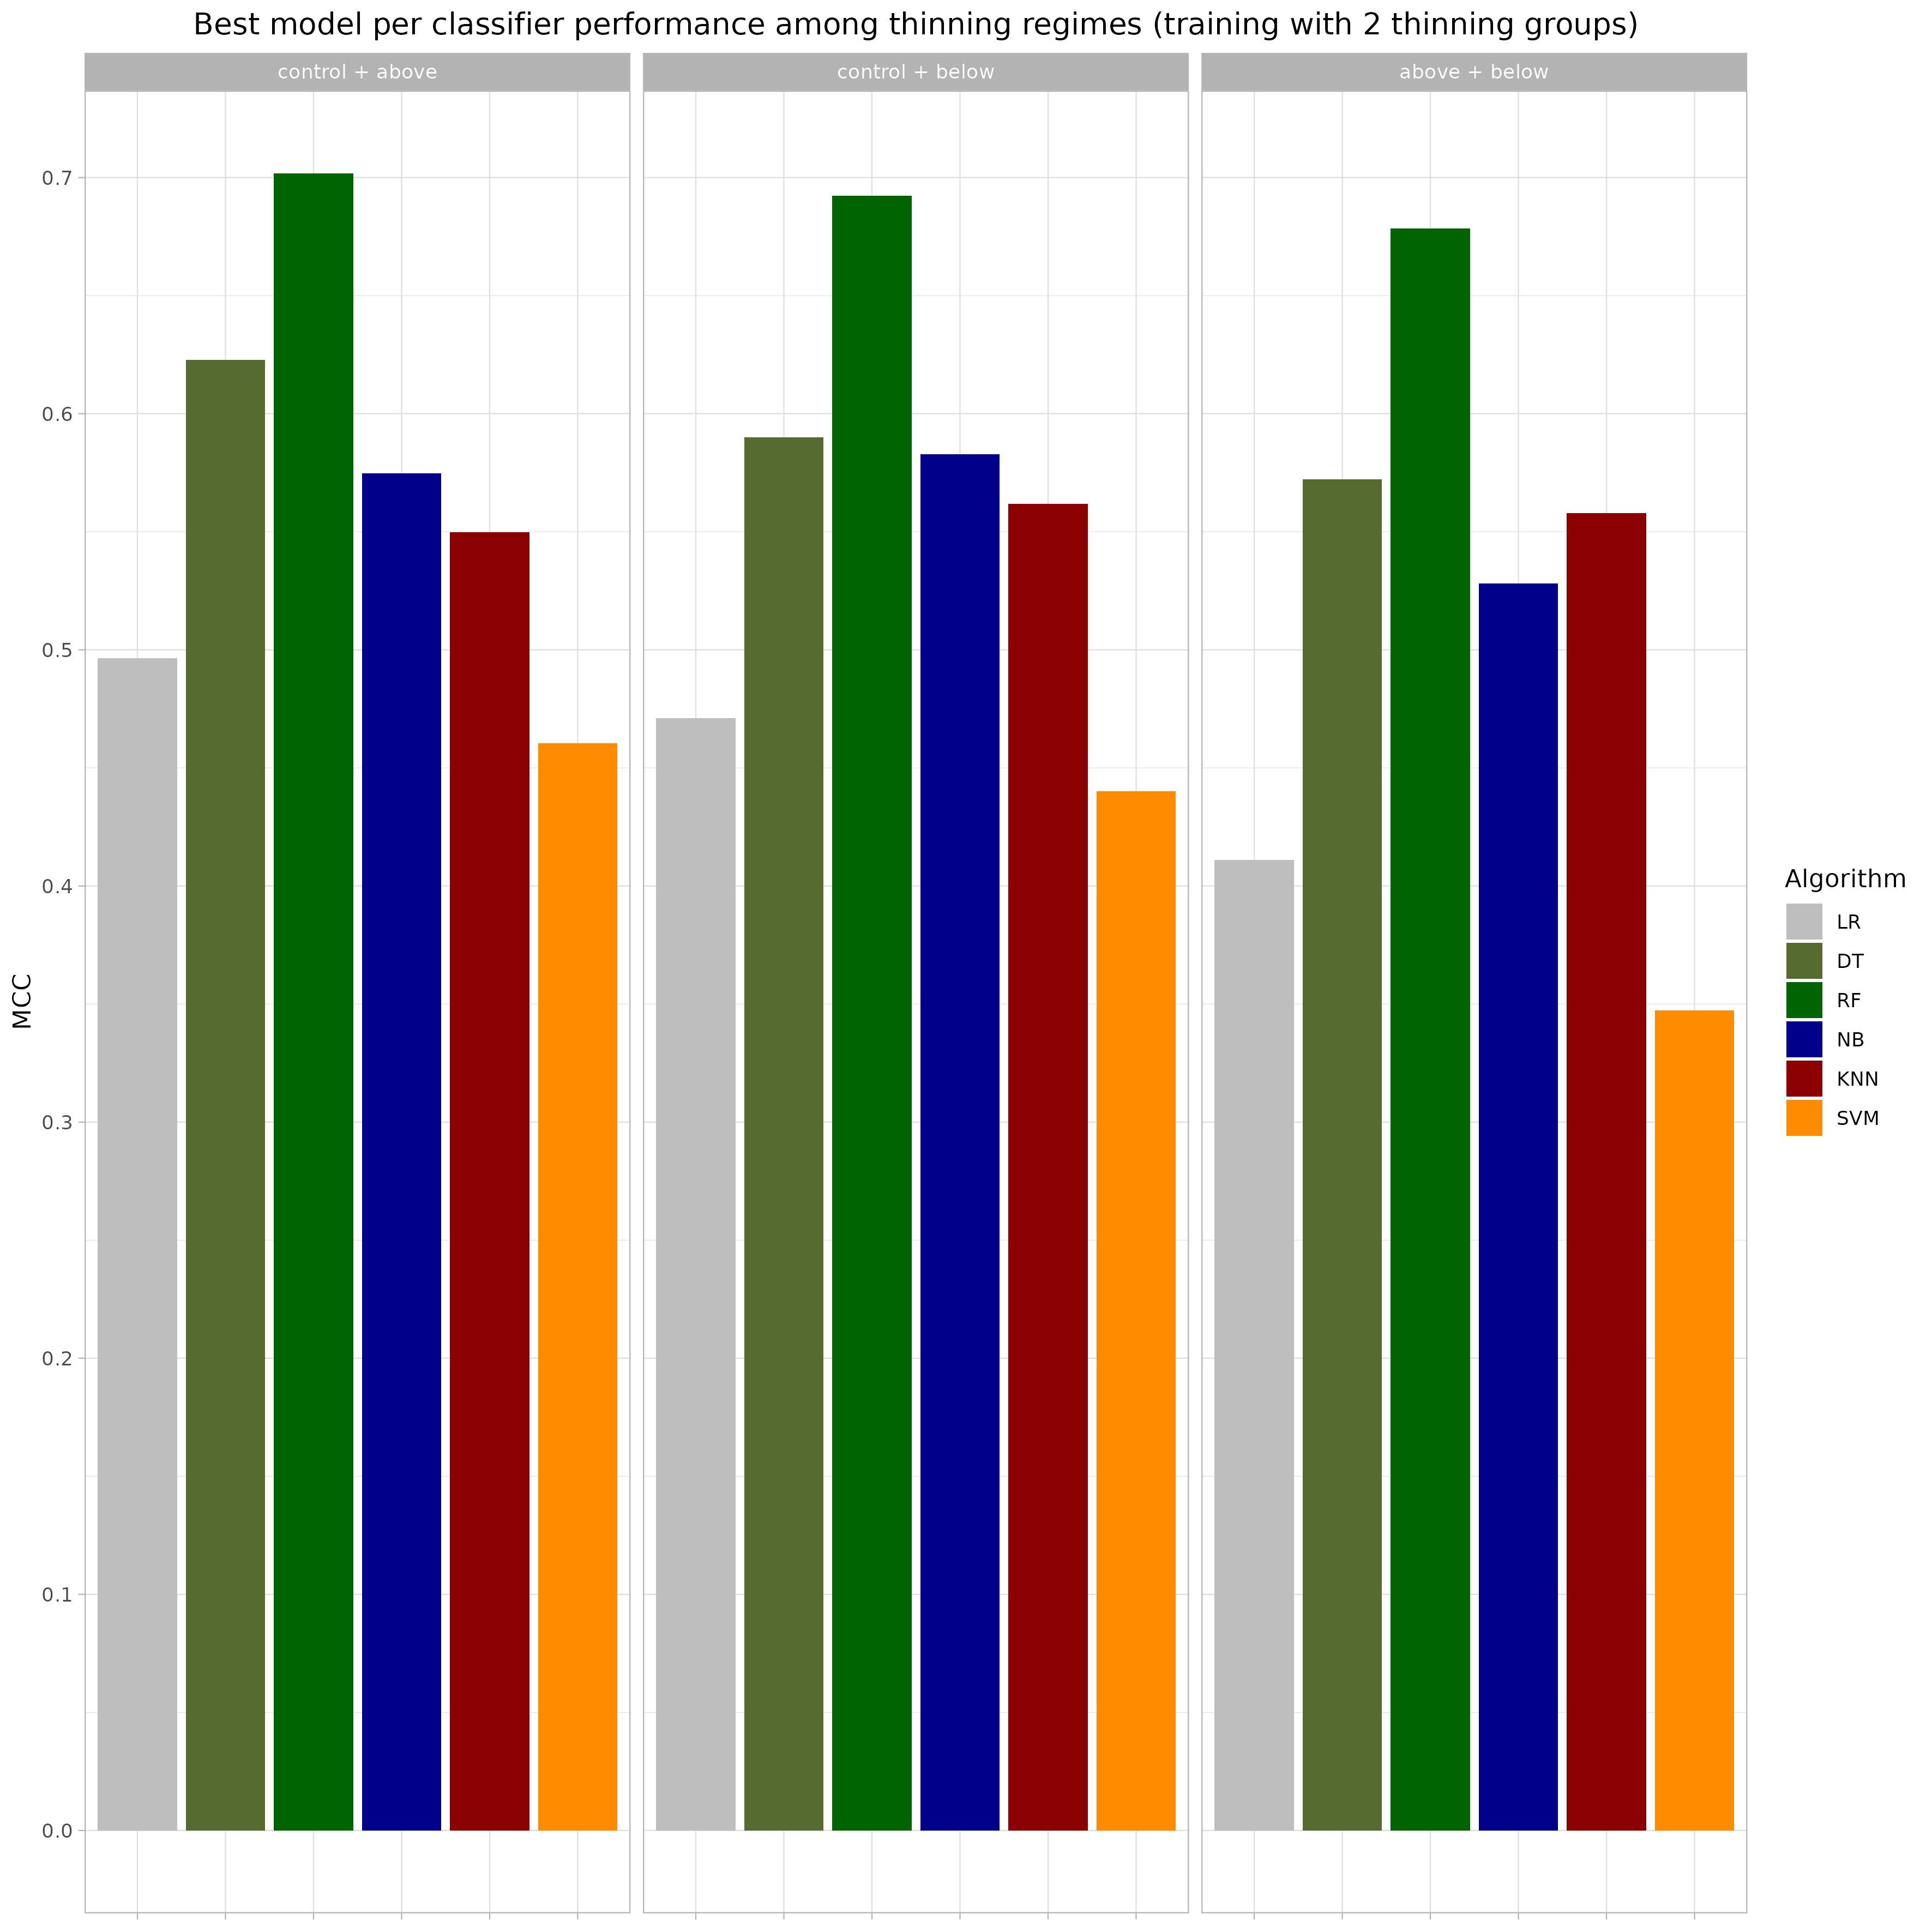 Best model per classifier performance among thinning regimes (training with 2 thinning groups)
control + above
control + below
above + below
0.7
0.6
0.5
0.4
0.3
0.2
0.1
0.0
MCC
Algorithm
LR
DT
RF
NB
KNN
SVM